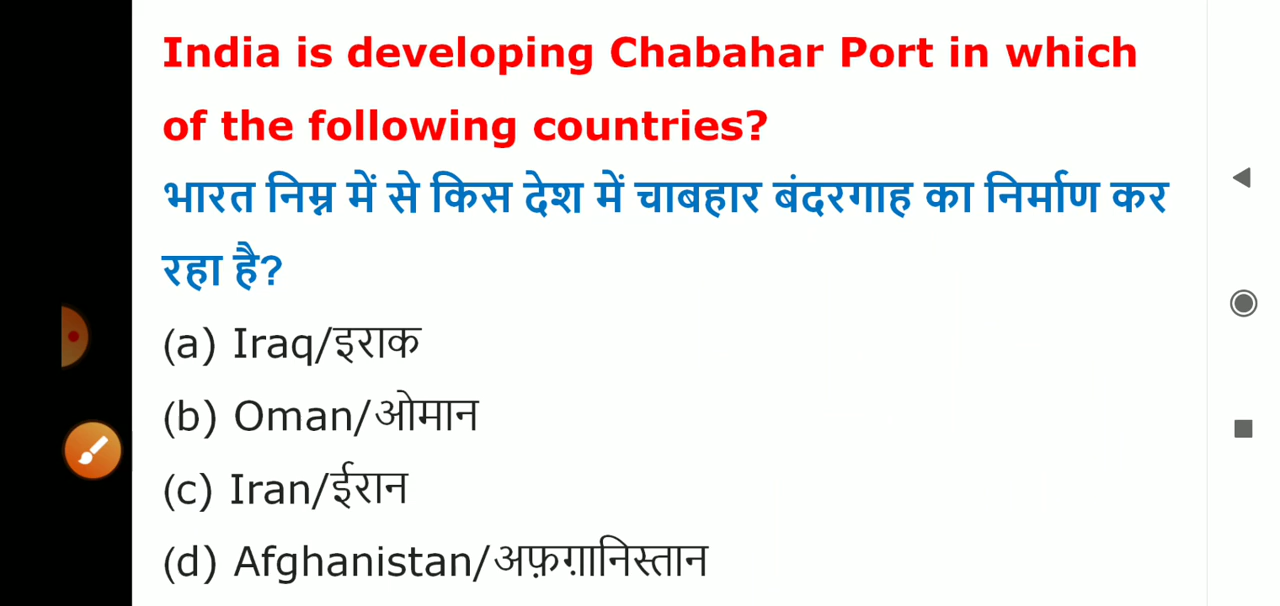 India is developing Chabahar Port in which
of the following countries?
भारत निम्न में से किस देश में चाबहार बंदरगाह का निर्माण कर
रहा है?
(a) Iraq/इराक
(b) Oman/ओमान
(c) Iran/ईरान
(d) Afghanistan/अफ़ग़ानिस्तान